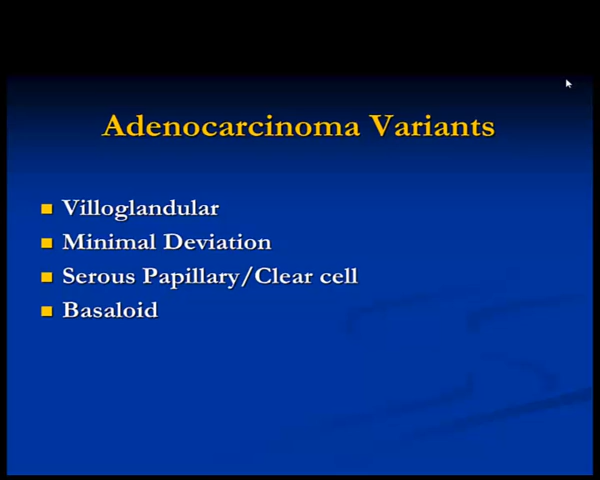 Adenocarcinoma Variants
Villoglandular
Minimal Deviation
Serous Papillary/Clear cell
Basaloid